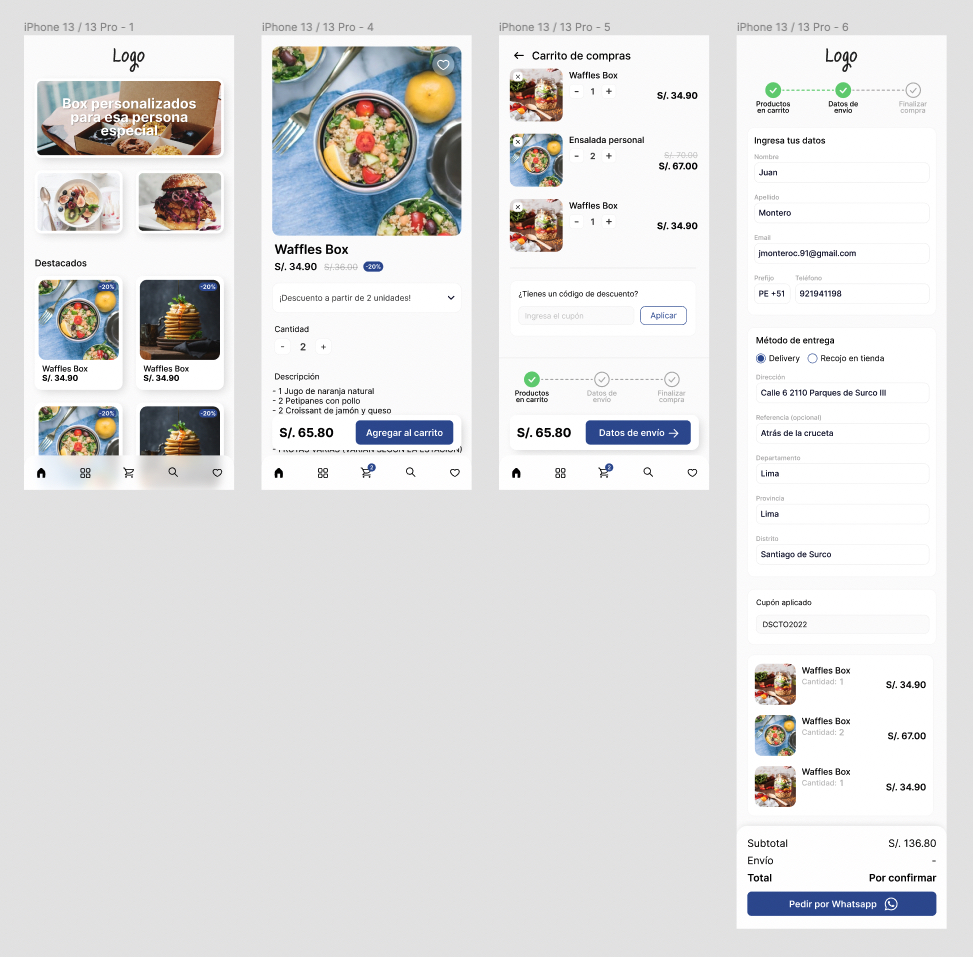 iPhone 13 / 13 Pro - 1
Logo
Box personalizados
para esa persona
especial
Destacados
-20%
-20%
Waffles Box
S/. 34.90
Waffles Box
S/. 34.90
-20%
-20%
iPhone 13 / 13 Pro - 4
Waffles Box
S/. 34.90 S/.36.00 -20%
¡Descuento a partir de 2 unidades!
Cantidad
- 2 +
Descripción
- 1 Jugo de naranja natural
- 2 Petipanes con pollo
- 2 Croissant de jamón y queso
S/. 65.80 Agregar al carrito
- FRUTAS VARIAS (VARIAN SEGÚN LA ESTACIÓN)
2
iPhone 13 / 13 Pro - 5
Carrito de compras
Waffles Box
- 1 +
S/. 34.90
Ensalada personal
- 2 +
S/. 70.00
S/. 67.00
Waffles Box
- 1 +
S/. 34.90
¿Tienes un código de descuento?
Ingresa el cupón Aplicar
Productos
en carrito
Datos de
envío
Finalizar
compra
S/. 65.80 Datos de envío
2
iPhone 13 / 13 Pro - 6
Logo
Productos
en carrito
Datos de
envío
Finalizar
compra
Ingresa tus datos
Nombre
Juan
Apellido
Montero
Email
jmonteroc.91@gmail.com
Prefijo Teléfono
PE +51 921941198
Método de entrega
Delivery Recojo en tienda
Dirección
Calle 6 2110 Parques de Surco III
Referencia (opcional)
Atrás de la cruceta
Departamento
Lima
Provincia
Lima
Distrito
Santiago de Surco
Cupón aplicado
DSCTO2022
Waffles Box
Cantidad: 1
S/. 34.90
Waffles Box
Cantidad: 2
S/. 67.00
Waffles Box
Cantidad: 1
S/. 34.90
Subtotal S/. 136.80
Envío -
Total Por confirmar
Pedir por Whatsapp